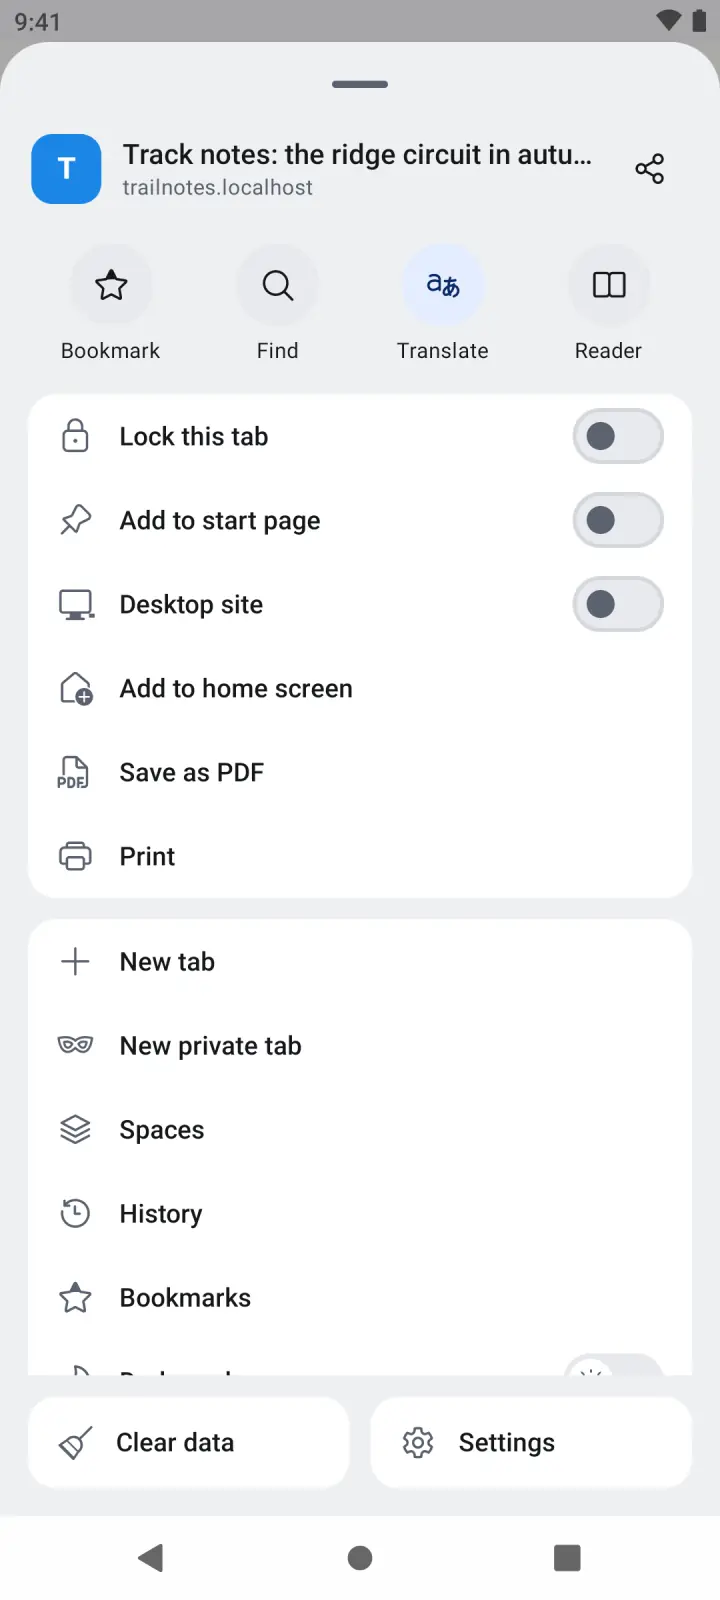 9:41
T
Track notes: the ridge circuit in autu...
trailnotes.localhost
aあ
Bookmark
Find
Translate
Reader
Lock this tab
Add to start page
Desktop site
Add to home screen
PDF
Save as PDF
Print
New tab
New private tab
Spaces
History
Bookmarks
Clear data
Settings